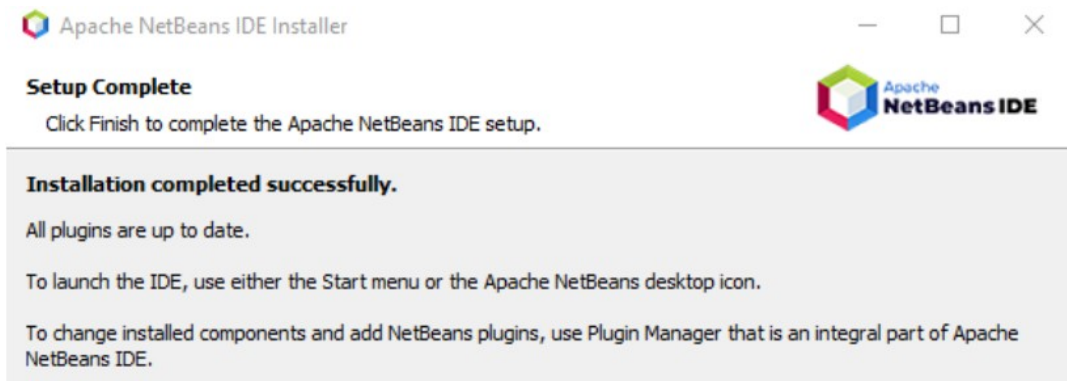 Apache NetBeans IDE Installer
Setup Complete
Click Finish to complete the Apache NetBeans IDE setup.
Apache
NetBeans IDE
Installation completed successfully.
All plugins are up to date.
To launch the IDE, use either the Start menu or the Apache NetBeans desktop icon.
To change installed components and add NetBeans plugins, use Plugin Manager that is an integral part of Apache
NetBeans IDE.